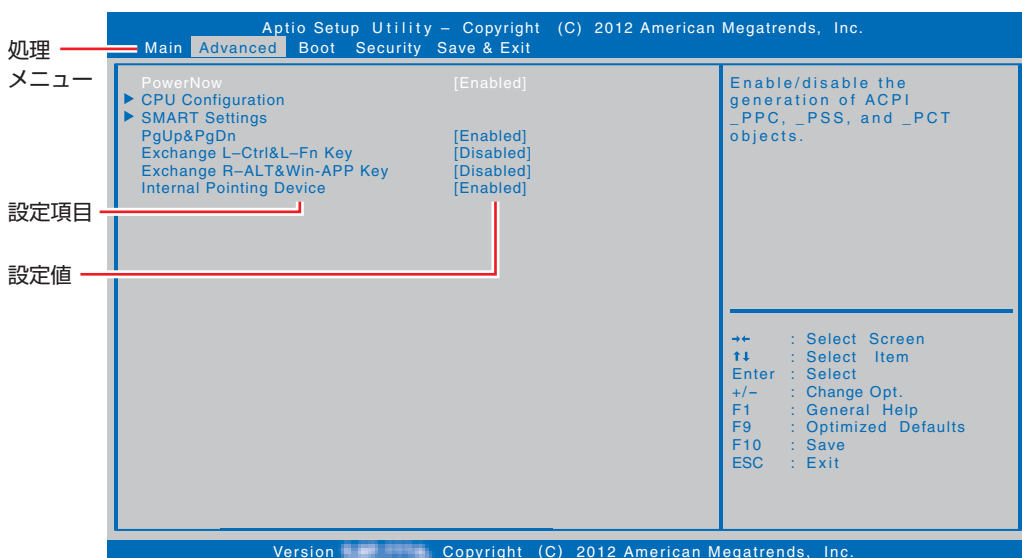 Aptio Setup Utility – Copyright (C) 2012 American Megatrends, Inc.
処理
メニュー
Main Advanced Boot Security Save & Exit
PowerNow [Enabled]
▶ CPU Configuration
▶ SMART Settings
PgUp&PgDn [Enabled]
Exchange L–Ctrl&L–Fn Key [Disabled]
Exchange R–ALT&Win-APP Key [Disabled]
Internal Pointing Device [Enabled]
設定項目
設定値
Enable/disable the
generation of ACPI
_PPC, _PSS, and _PCT
objects.
→← : Select Screen
↑↓ : Select Item
Enter : Select
+/– : Change Opt.
F1 : General Help
F9 : Optimized Defaults
F10 : Save
ESC : Exit
Version Copyright (C) 2012 American Megatrends, Inc.